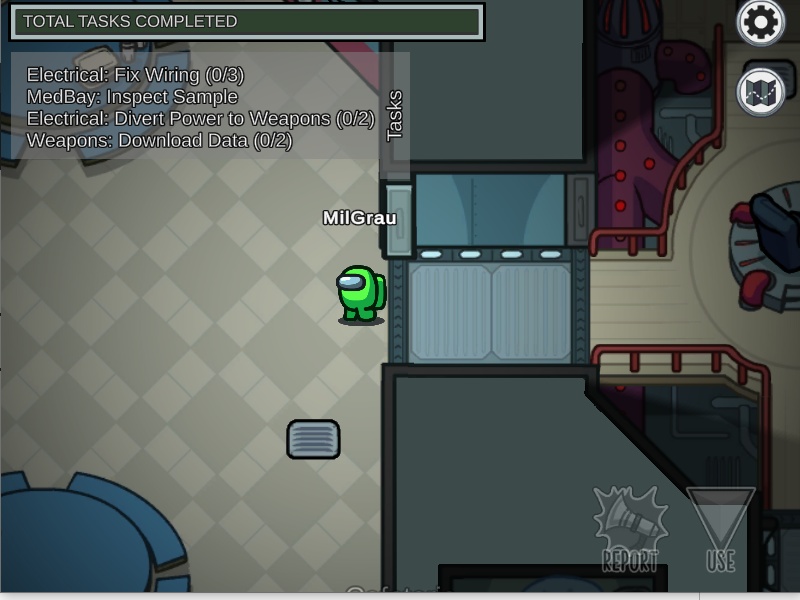 TOTAL TASKS COMPLETED
Electrical: Fix Wiring (0/3)
MedBay: Inspect Sample
Electrical: Divert Power to Weapons (0/2)
Weapons: Download Data (0/2)
Tasks
MilGrau
REPORT
USE